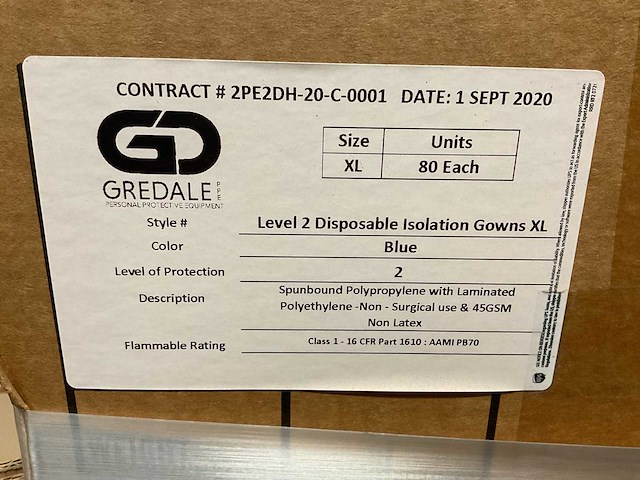 CONTRACT # 2PE2DH-20-C-0001 DATE: 1 SEPT 2020
GD
GREDALE PPE
PERSONAL PROTECTIVE EQUIPMENT
Size Units
XL 80 Each
Style # Level 2 Disposable Isolation Gowns XL
Color Blue
Level of Protection 2
Description Spunbound Polypropylene with Laminated
Polyethylene -Non - Surgical use & 45GSM
Non Latex
Flammable Rating Class 1 - 16 CFR Part 1610 : AAMI PB70